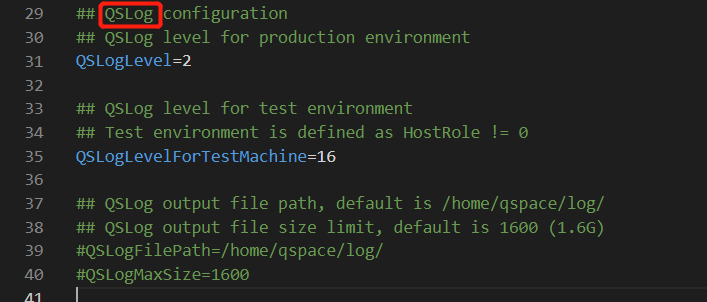 29 ## QSLog configuration
30 ## QSLog level for production environment
31 QSLogLevel=2
32
33 ## QSLog level for test environment
34 ## Test environment is defined as HostRole != 0
35 QSLogLevelForTestMachine=16
36
37 ## QSLog output file path, default is /home/qspace/log/
38 ## QSLog output file size limit, default is 1600 (1.6G)
39 #QSLogFilePath=/home/qspace/log/
40 #QSLogMaxSize=1600
41